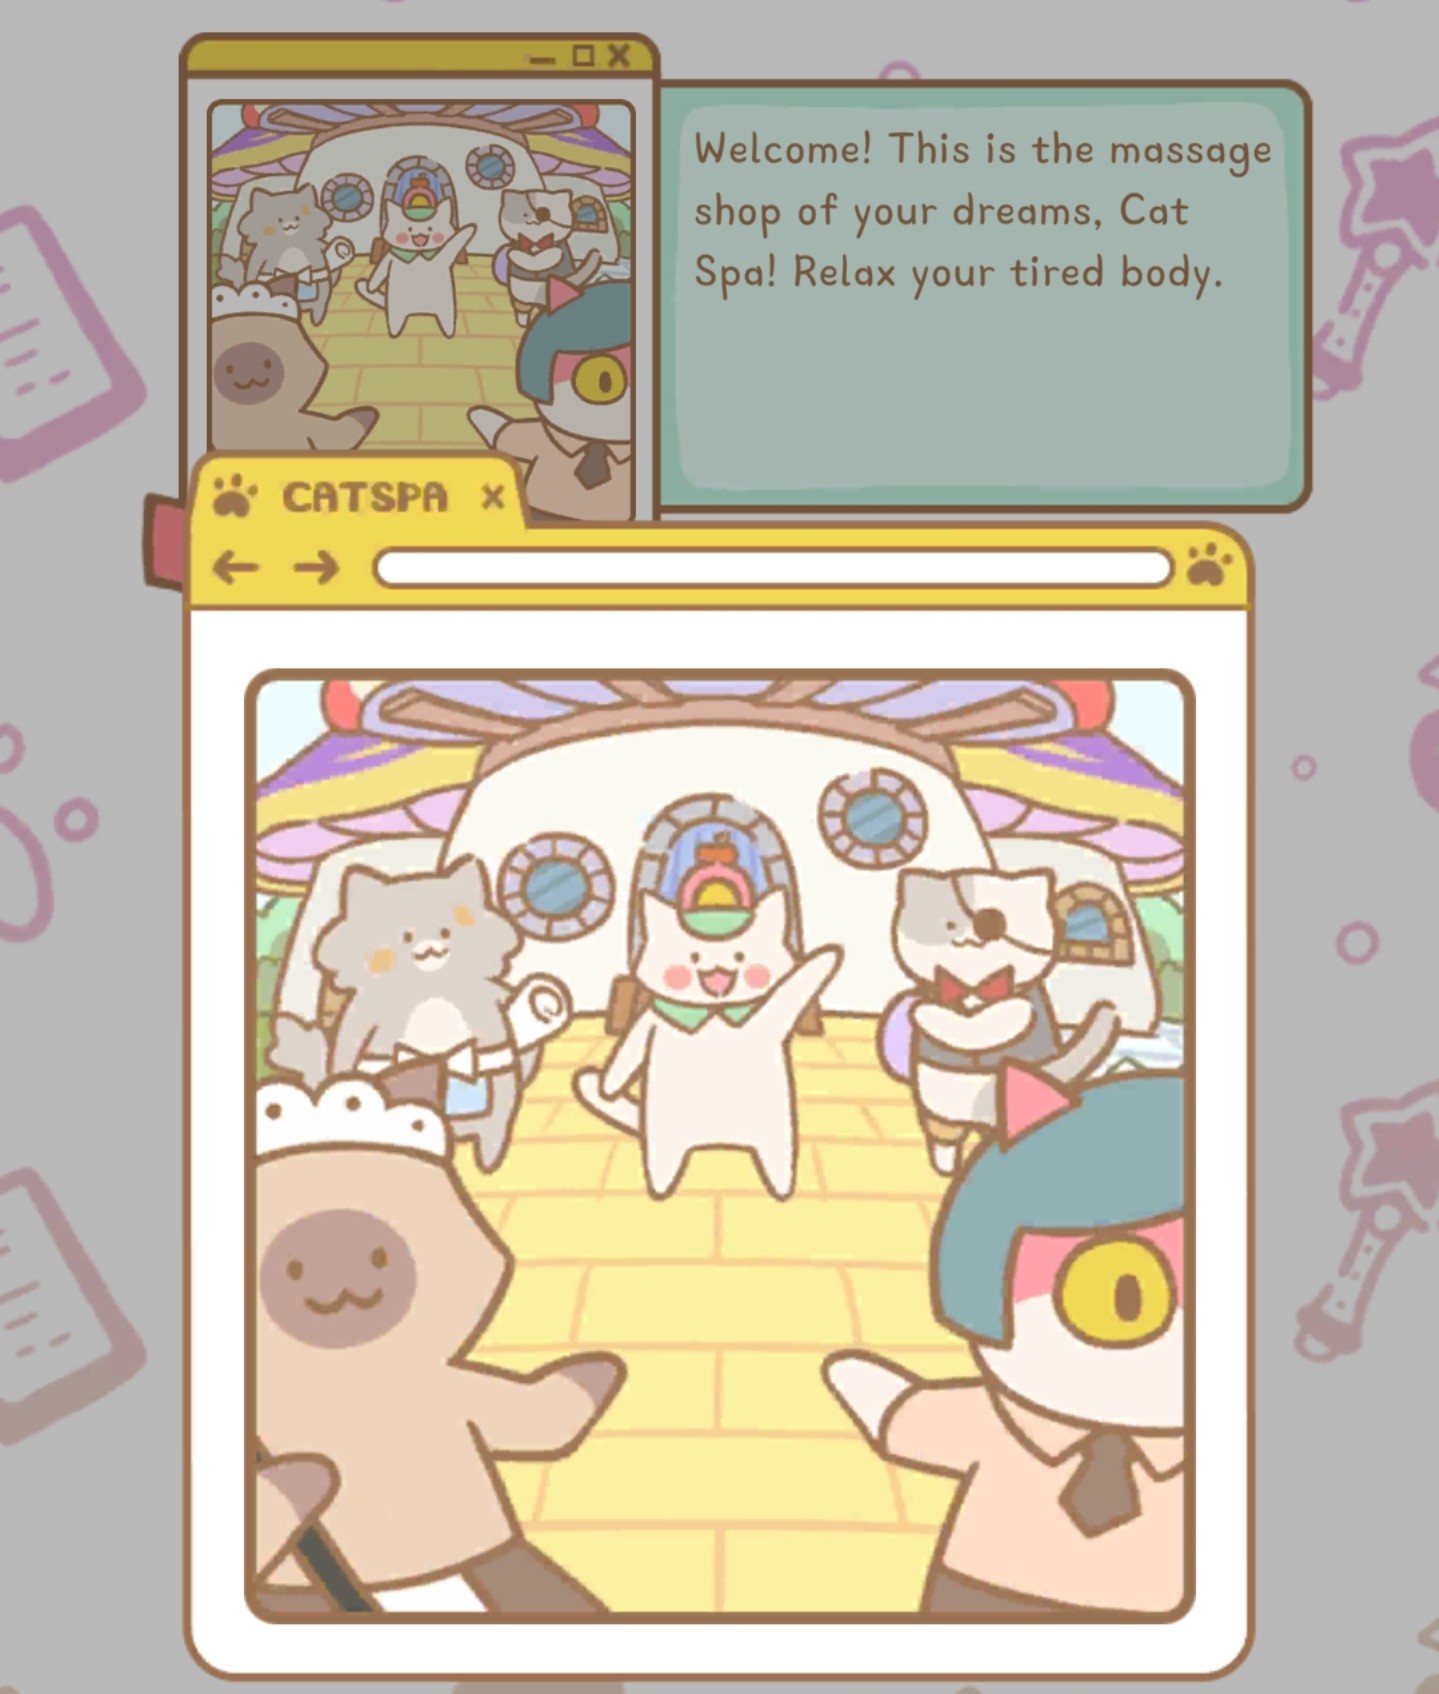 Welcome! This is the massage
shop of your dreams, Cat
Spa! Relax your tired body.
CATSPA